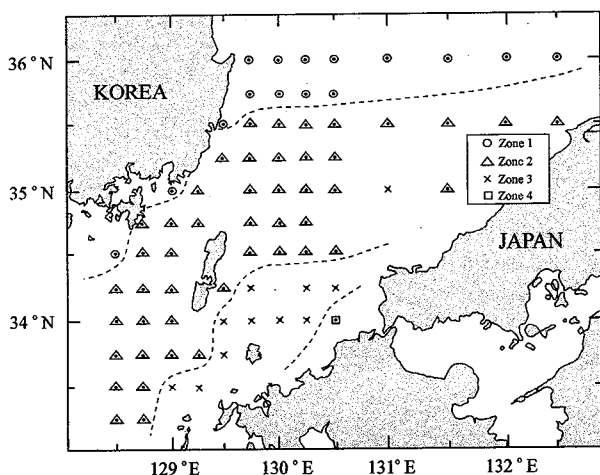 36°N
KOREA
Zone 1
Zone 2
Zone 3
Zone 4
35°N
JAPAN
34°N
129°E
130°E
131°E
132°E